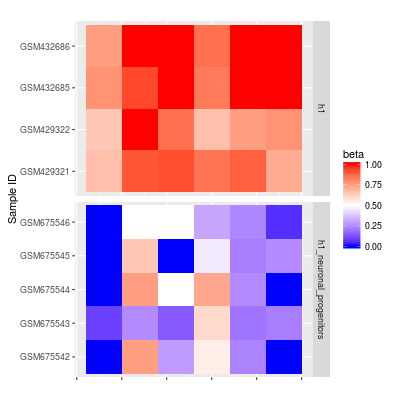 GSM432686
GSM432685
GSM429322
GSM429321
h1
GSM675546
GSM675545
GSM675544
GSM675543
GSM675542
h1_neuronal_progenitors
Sample ID
beta
1.00
0.75
0.50
0.25
0.00